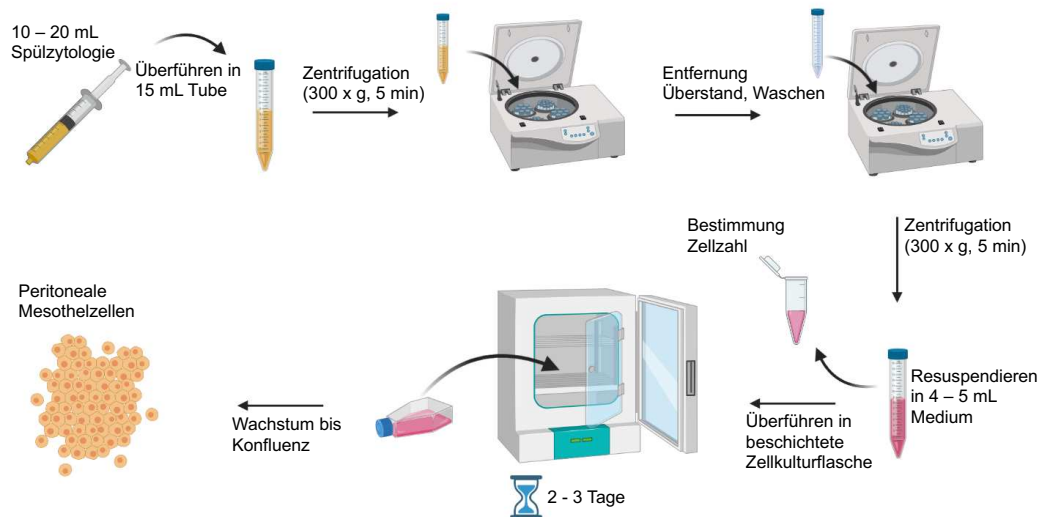 10 – 20 mL
Spülzytologie
Überführen in
15 mL Tube
Zentrifugation
(300 x g, 5 min)
Entfernung
Überstand, Waschen
Zentrifugation
(300 x g, 5 min)
Bestimmung
Zellzahl
Resuspendieren
in 4 – 5 mL
Medium
Überführen in
beschichtete
Zellkulturflasche
2 - 3 Tage
Wachstum bis
Konfluenz
Peritoneale
Mesothelzellen